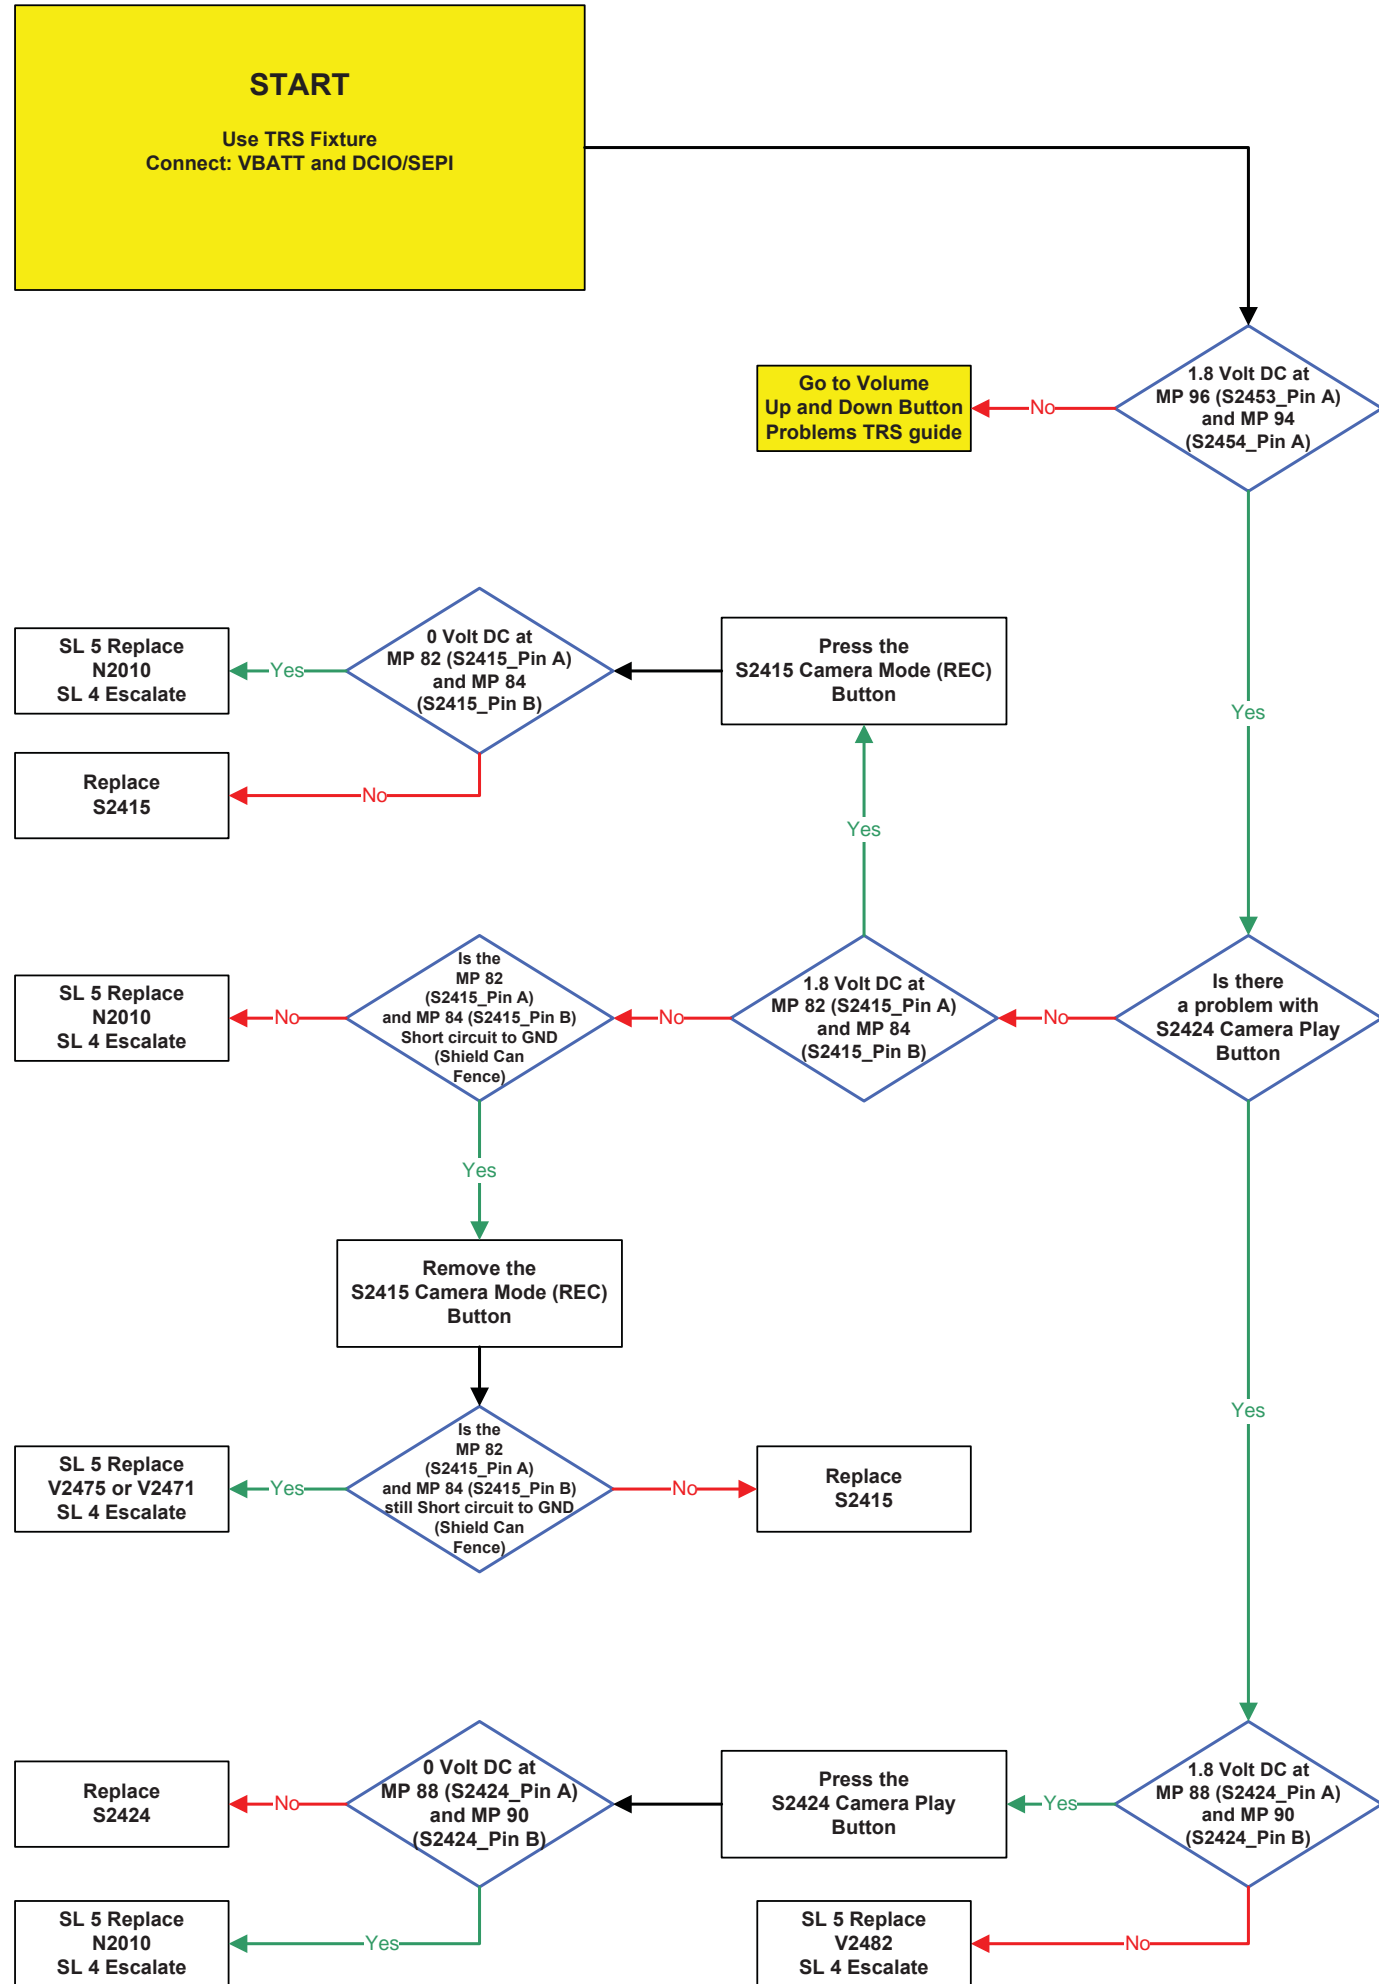 START
Use TRS Fixture
Connect: VBATT and DCIO/SEPI
1.8 Volt DC at
MP 96 (S2453_Pin A)
and MP 94
(S2454_Pin A)
No
Go to Volume
Up and Down Button
Problems TRS guide
Yes
SL 5 Replace
N2010
SL 4 Escalate
Yes
0 Volt DC at
MP 82 (S2415_Pin A)
and MP 84
(S2415_Pin B)
Press the
S2415 Camera Mode (REC)
Button
Replace
S2415
No
Yes
SL 5 Replace
N2010
SL 4 Escalate
No
Is the
MP 82
(S2415_Pin A)
and MP 84 (S2415_Pin B)
Short circuit to GND
(Shield Can
Fence)
No
1.8 Volt DC at
MP 82 (S2415_Pin A)
and MP 84
(S2415_Pin B)
No
Is there
a problem with
S2424 Camera Play
Button
Yes
Remove the
S2415 Camera Mode (REC)
Button
Yes
SL 5 Replace
V2475 or V2471
SL 4 Escalate
Yes
Is the
MP 82
(S2415_Pin A)
and MP 84 (S2415_Pin B)
still Short circuit to GND
(Shield Can
Fence)
No
Replace
S2415
Replace
S2424
No
0 Volt DC at
MP 88 (S2424_Pin A)
and MP 90
(S2424_Pin B)
Press the
S2424 Camera Play
Button
Yes
1.8 Volt DC at
MP 88 (S2424_Pin A)
and MP 90
(S2424_Pin B)
SL 5 Replace
N2010
SL 4 Escalate
Yes
SL 5 Replace
V2482
SL 4 Escalate
No